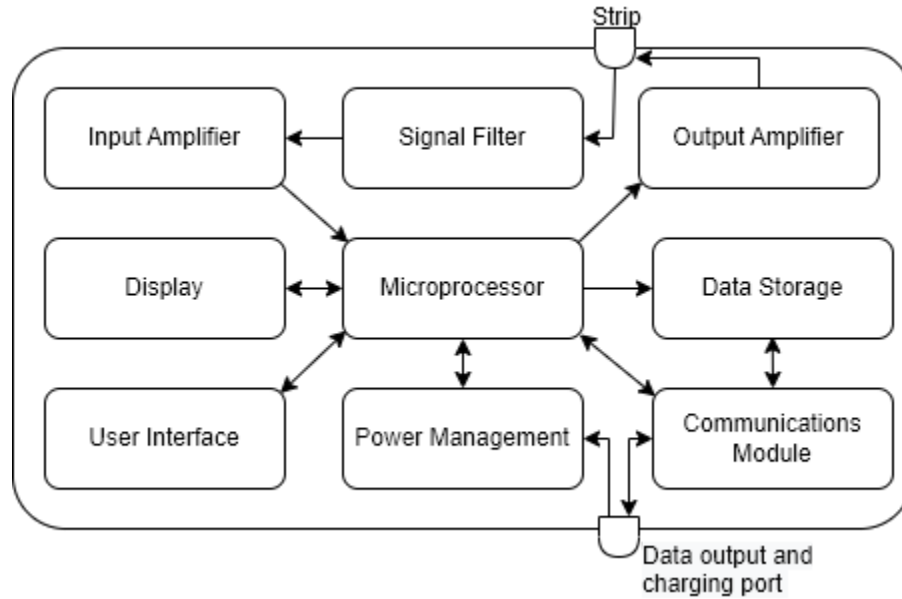 Strip
Input Amplifier
Signal Filter
Output Amplifier
Display
Microprocessor
Data Storage
User Interface
Power Management
Communications
Module
Data output and
charging port